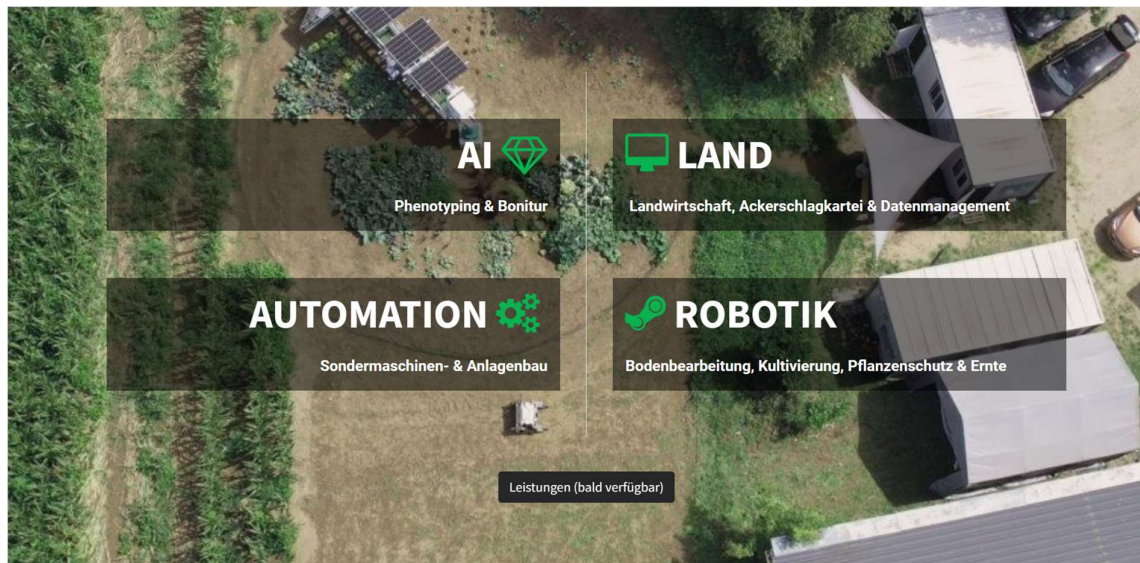 AI
Phenotyping & Bonitur
LAND
Landwirtschaft, Ackerschlagkartei & Datenmanagement
AUTOMATION
Sondermaschinen- & Anlagenbau
ROBOTIK
Bodenbearbeitung, Kultivierung, Pflanzenschutz & Ernte
Leistungen (bald verfügbar)